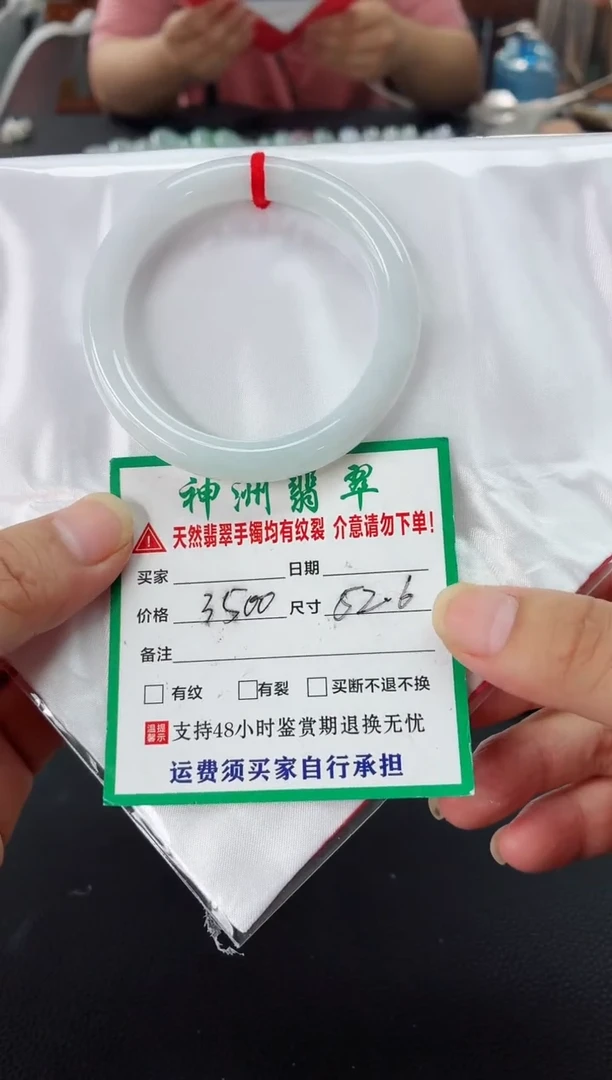 神洲翡翠
天然翡翠手镯均有纹裂 介意请勿下单!
买家 日期
价格 3500 尺寸 52.6
备注
有纹 有裂 买断不退不换
温馨提示 支持48小时鉴赏期退换无忧
运费须买家自行承担